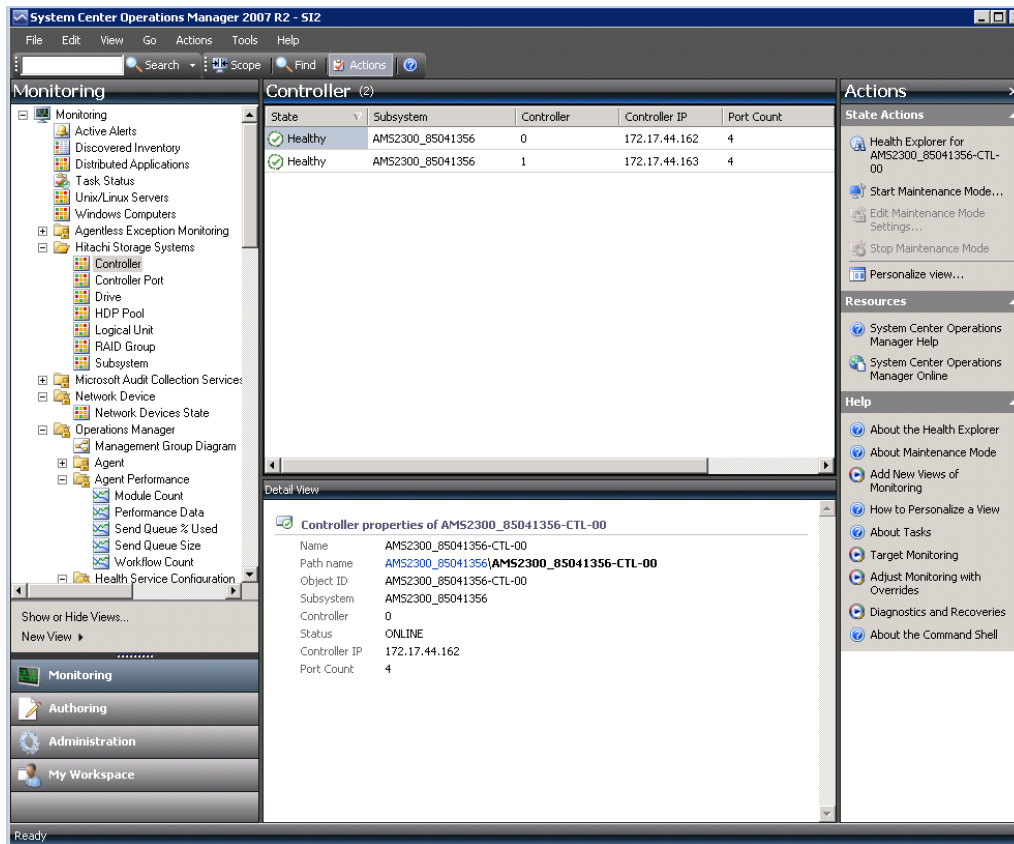 System Center Operations Manager 2007 R2 - SI2
File Edit View Go Actions Tools Help
Search Scope Find Actions
Monitoring
Monitoring
Active Alerts
Discovered Inventory
Distributed Applications
Task Status
Unix/Linux Servers
Windows Computers
Agentless Exception Monitoring
Hitachi Storage Systems
Controller
Controller Port
Drive
HDP Pool
Logical Unit
RAID Group
Subsystem
Microsoft Audit Collection Services
Network Device
Network Devices State
Operations Manager
Management Group Diagram
Agent
Agent Performance
Module Count
Performance Data
Send Queue % Used
Send Queue Size
Workflow Count
Health Service Configuration
Show or Hide Views...
New View
Monitoring
Authoring
Administration
My Workspace
Ready
Controller (2)
State Subsystem Controller Controller IP Port Count
Healthy AMS2300_85041356 0 172.17.44.162 4
Healthy AMS2300_85041356 1 172.17.44.163 4
Detail View
Controller properties of AMS2300_85041356-CTL-00
Name AMS2300_85041356-CTL-00
Path name AMS2300_85041356\AMS2300_85041356-CTL-00
Object ID AMS2300_85041356-CTL-00
Subsystem AMS2300_85041356
Controller 0
Status ONLINE
Controller IP 172.17.44.162
Port Count 4
Actions
State Actions
Health Explorer for
AMS2300_85041356-CTL-
00
Start Maintenance Mode...
Edit Maintenance Mode
Settings...
Stop Maintenance Mode
Personalize view...
Resources
System Center Operations
Manager Help
System Center Operations
Manager Online
Help
About the Health Explorer
About Maintenance Mode
Add New Views of
Monitoring
How to Personalize a View
About Tasks
Target Monitoring
Adjust Monitoring with
Overrides
Diagnostics and Recoveries
About the Command Shell